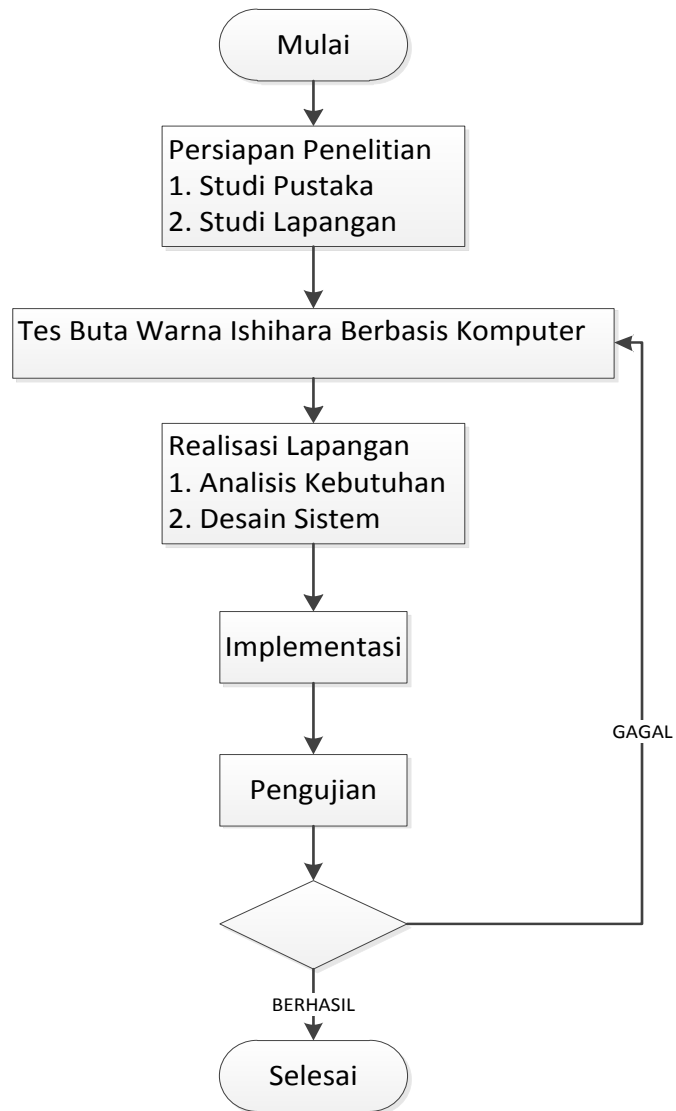 Mulai
Persiapan Penelitian
1. Studi Pustaka
2. Studi Lapangan
Tes Buta Warna Ishihara Berbasis Komputer
Realisasi Lapangan
1. Analisis Kebutuhan
2. Desain Sistem
Implementasi
Pengujian
GAGAL
BERHASIL
Selesai